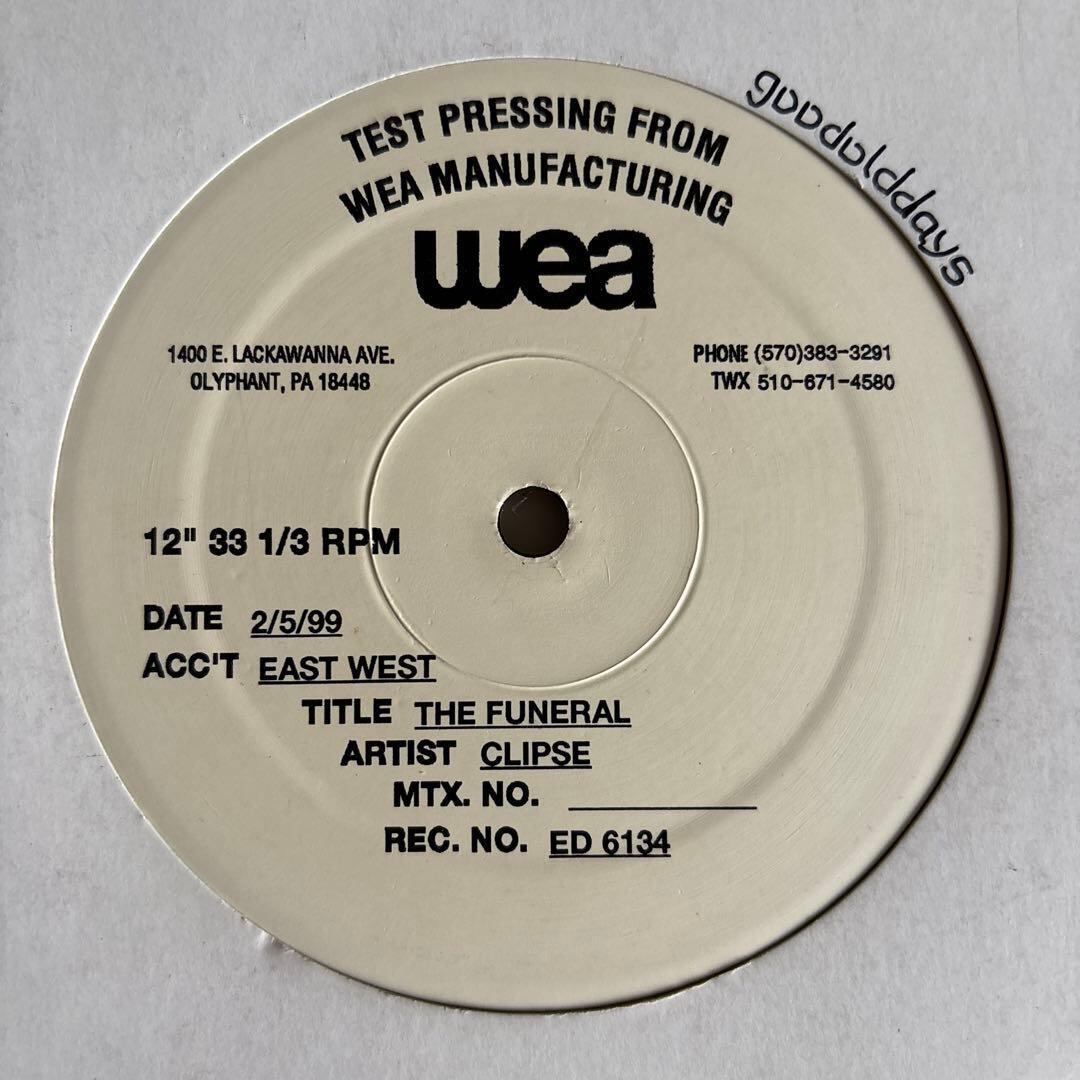 TEST PRESSING FROM
WEA MANUFACTURING
wea
1400 E. LACKAWANNA AVE.
OLYPHANT, PA 18448
PHONE (570)383-3291
TWX 510-671-4580
12" 33 1/3 RPM
DATE 2/5/99
ACC'T EAST WEST
TITLE THE FUNERAL
ARTIST CLIPSE
MTX. NO.
REC. NO. ED 6134
goodolddays